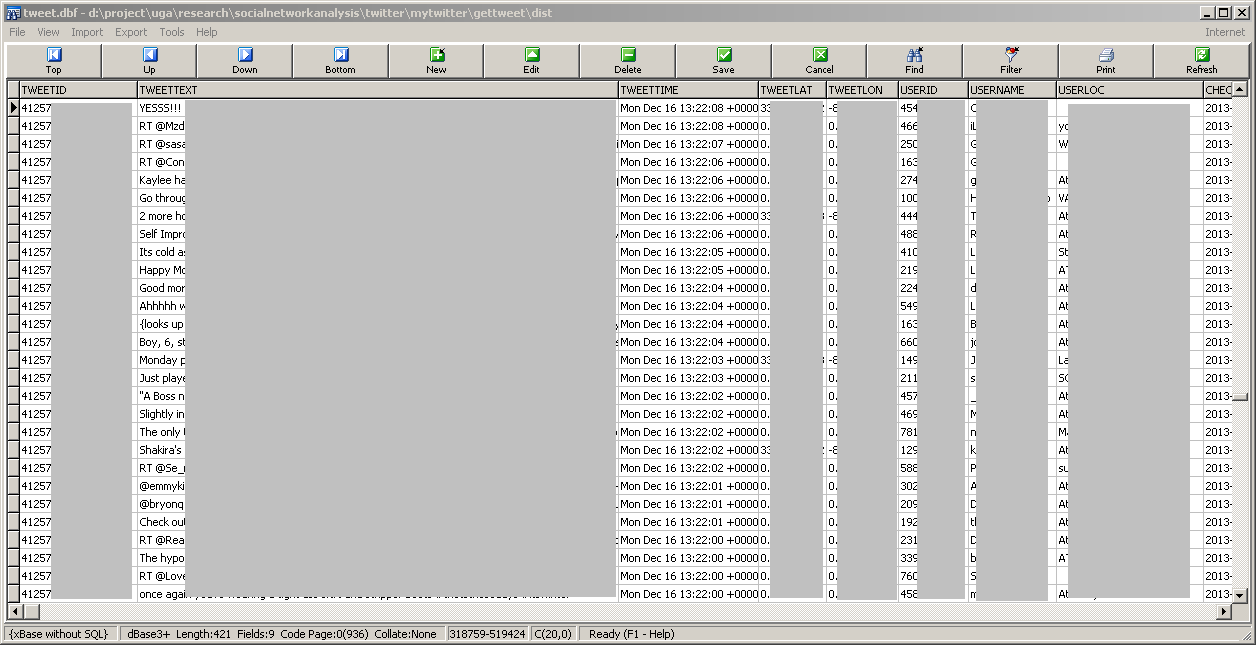 tweet.dbf - d:\project\uga\research\socialnetworkanalysis\twitter\mytwitter\gettweet\dist
File View Import Export Tools Help Internet
Top Up Down Bottom New Edit Delete Save Cancel Find Filter Print Refresh
TWEETID TWEETTEXT TWEETTIME TWEETLAT TWEETLON USERID USERNAME USERLOC CHEC
41257 YESSS!!! Mon Dec 16 13:22:08 +0000 33 -8 454 2013-
41257 RT @Mzd Mon Dec 16 13:22:08 +0000 0. 0. 466 iL yo 2013-
41257 RT @sasa Mon Dec 16 13:22:07 +0000 0. 0. 250 G W 2013-
41257 RT @Con Mon Dec 16 13:22:06 +0000 0. 0. 163 G 2013-
41257 Kaylee ha Mon Dec 16 13:22:06 +0000 0. 0. 274 g At 2013-
41257 Go throug Mon Dec 16 13:22:06 +0000 0. 0. 100 H VA 2013-
41257 2 more ho Mon Dec 16 13:22:06 +0000 33 -8 444 T At 2013-
41257 Self Impro Mon Dec 16 13:22:06 +0000 0. 0. 488 R At 2013-
41257 Its cold as Mon Dec 16 13:22:05 +0000 0. 0. 410 L St 2013-
41257 Happy Mo Mon Dec 16 13:22:05 +0000 0. 0. 219 L AT 2013-
41257 Good mor Mon Dec 16 13:22:04 +0000 0. 0. 224 d At 2013-
41257 Ahhhhh w Mon Dec 16 13:22:04 +0000 0. 0. 549 L At 2013-
41257 {looks up Mon Dec 16 13:22:04 +0000 0. 0. 163 B At 2013-
41257 Boy, 6, st Mon Dec 16 13:22:04 +0000 0. 0. 660 jc At 2013-
41257 Monday p Mon Dec 16 13:22:03 +0000 33 -8 149 J La 2013-
41257 Just playe Mon Dec 16 13:22:03 +0000 0. 0. 211 s SO 2013-
41257 "A Boss n Mon Dec 16 13:22:02 +0000 0. 0. 457 _ At 2013-
41257 Slightly in Mon Dec 16 13:22:02 +0000 0. 0. 469 M At 2013-
41257 The only Mon Dec 16 13:22:02 +0000 0. 0. 781 n Ma 2013-
41257 Shakira's Mon Dec 16 13:22:02 +0000 33 -8 129 k At 2013-
41257 RT @Se_ Mon Dec 16 13:22:02 +0000 0. 0. 588 P su 2013-
41257 @emmyki Mon Dec 16 13:22:01 +0000 0. 0. 302 A At 2013-
41257 @bryong Mon Dec 16 13:22:01 +0000 0. 0. 209 D At 2013-
41257 Check out Mon Dec 16 13:22:01 +0000 0. 0. 192 tl At 2013-
41257 RT @Rea Mon Dec 16 13:22:00 +0000 0. 0. 231 D At 2013-
41257 The hypo Mon Dec 16 13:22:00 +0000 0. 0. 339 b AT 2013-
41257 RT @Love Mon Dec 16 13:22:00 +0000 0. 0. 760 S 2013-
41257 once again Mon Dec 16 13:22:00 +0000 0. 0. 458 m 2013-
{xBase without SQL} dBase3+ Length:421 Fields:9 Code Page:0(936) Collate:None 318759-519424 C(20,0) Ready (F1 - Help)